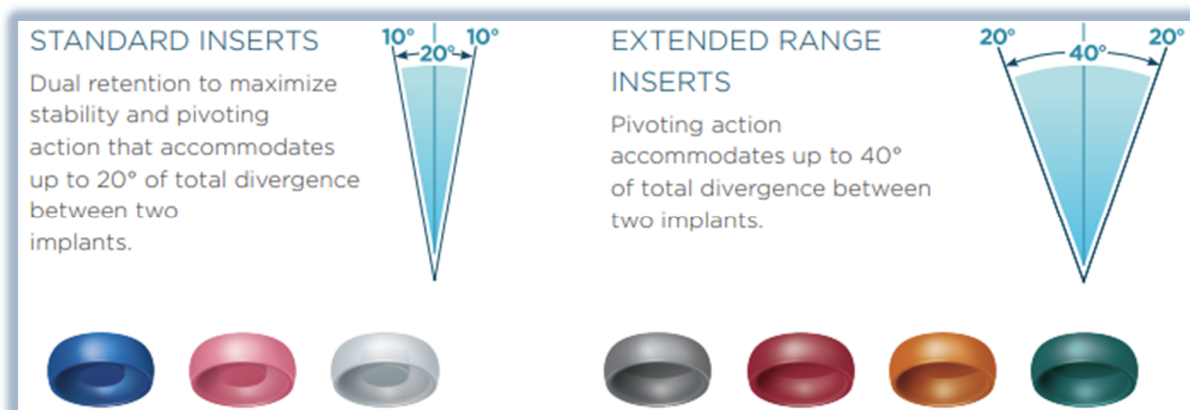 STANDARD INSERTS
Dual retention to maximize
stability and pivoting
action that accommodates
up to 20° of total divergence
between two
implants.
10° 10°
20°
EXTENDED RANGE
INSERTS
Pivoting action
accommodates up to 40°
of total divergence between
two implants.
20° 20°
40°